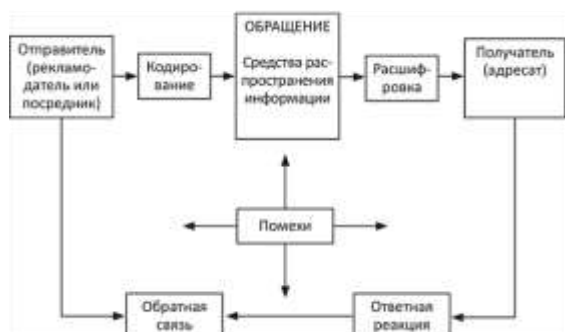 Отправитель
(рекламо-
датель или
посредник)
Кодиро-
вание
ОБРАЩЕНИЕ
Средства рас-
пространения
информации
Расшиф-
ровка
Получатель
(адресат)
Помехи
Обратная
связь
Ответная
реакция